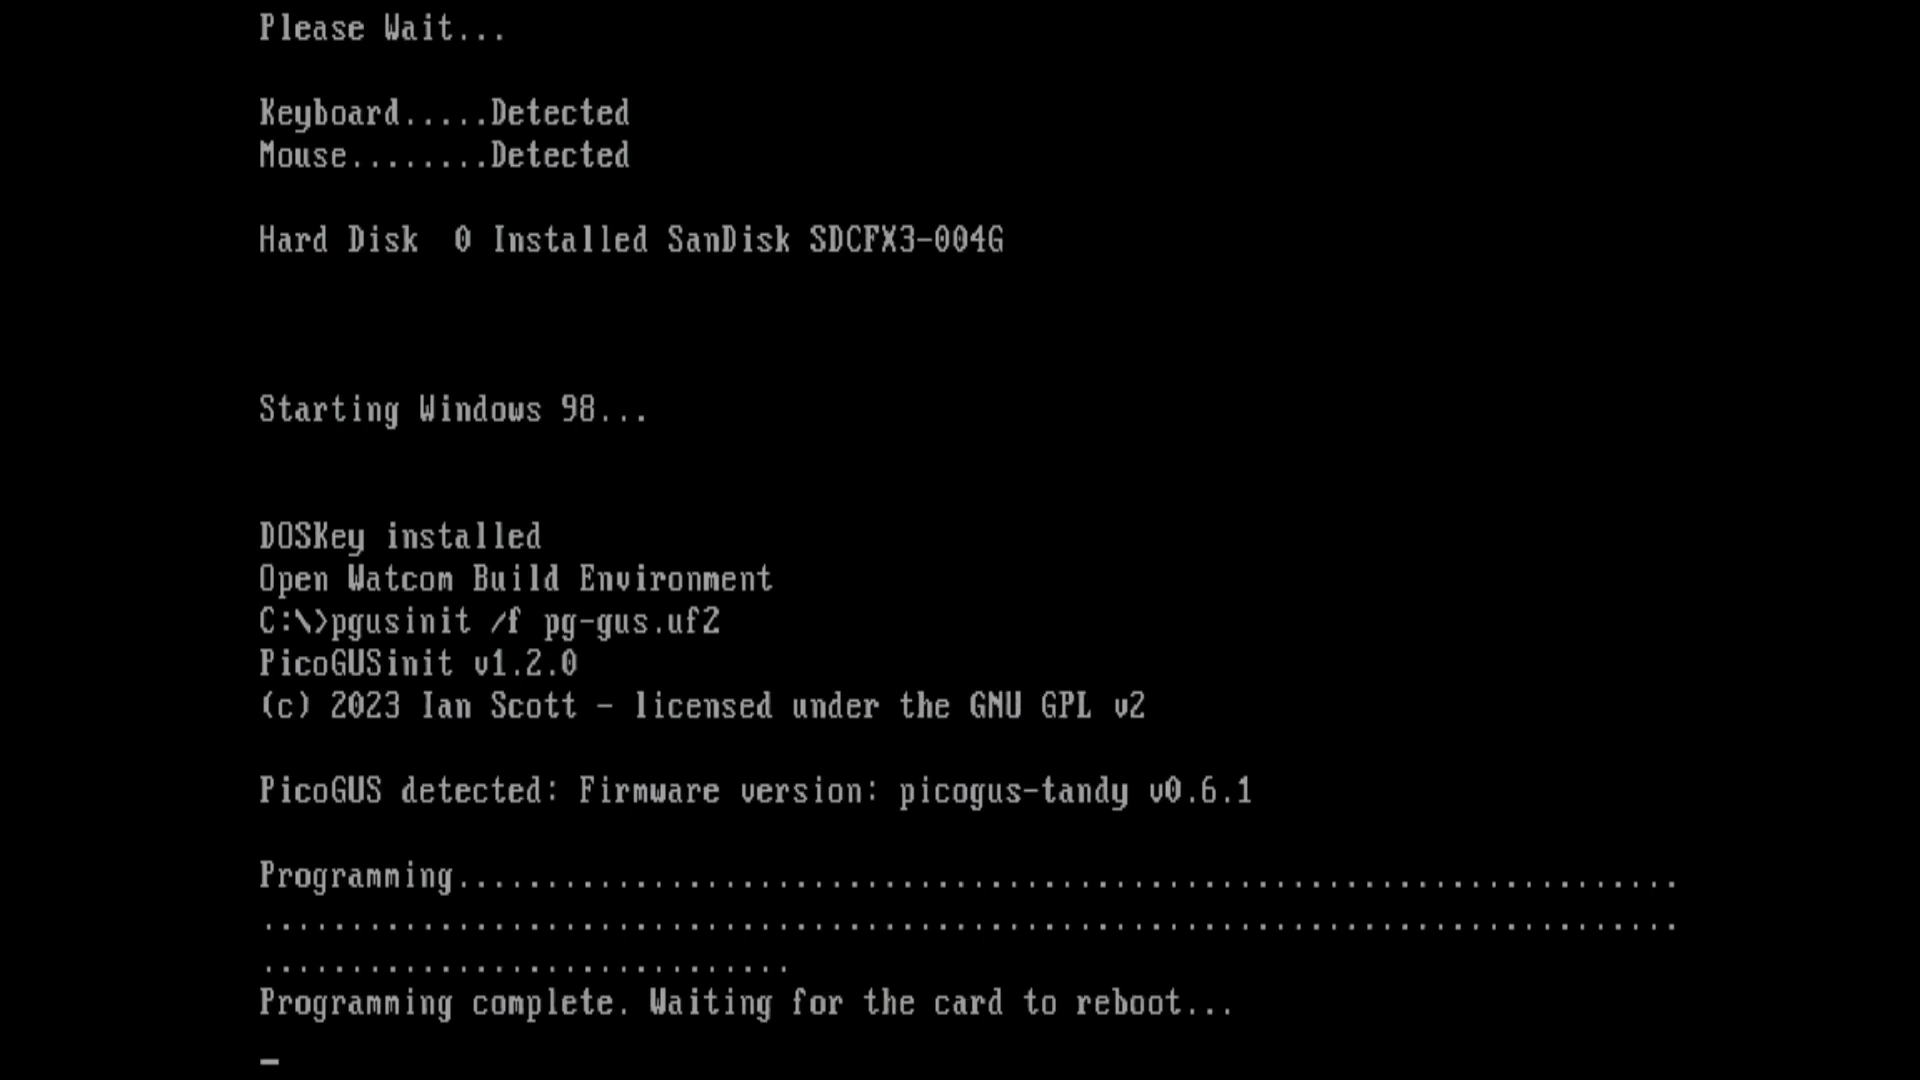 Please Wait...
Keyboard.....Detected
Mouse........Detected
Hard Disk  0 Installed SanDisk SDCFX3-004G
Starting Windows 98...
DOSKey installed
Open Watcom Build Environment
C:\>pgusinit /f pg-gus.uf2
PicoGUSinit v1.2.0
(c) 2023 Ian Scott - licensed under the GNU GPL v2
PicoGUS detected: Firmware version: picogus-tandy v0.6.1
Programming.....................................................................
................................................................................
..............................
Programming complete. Waiting for the card to reboot...
_